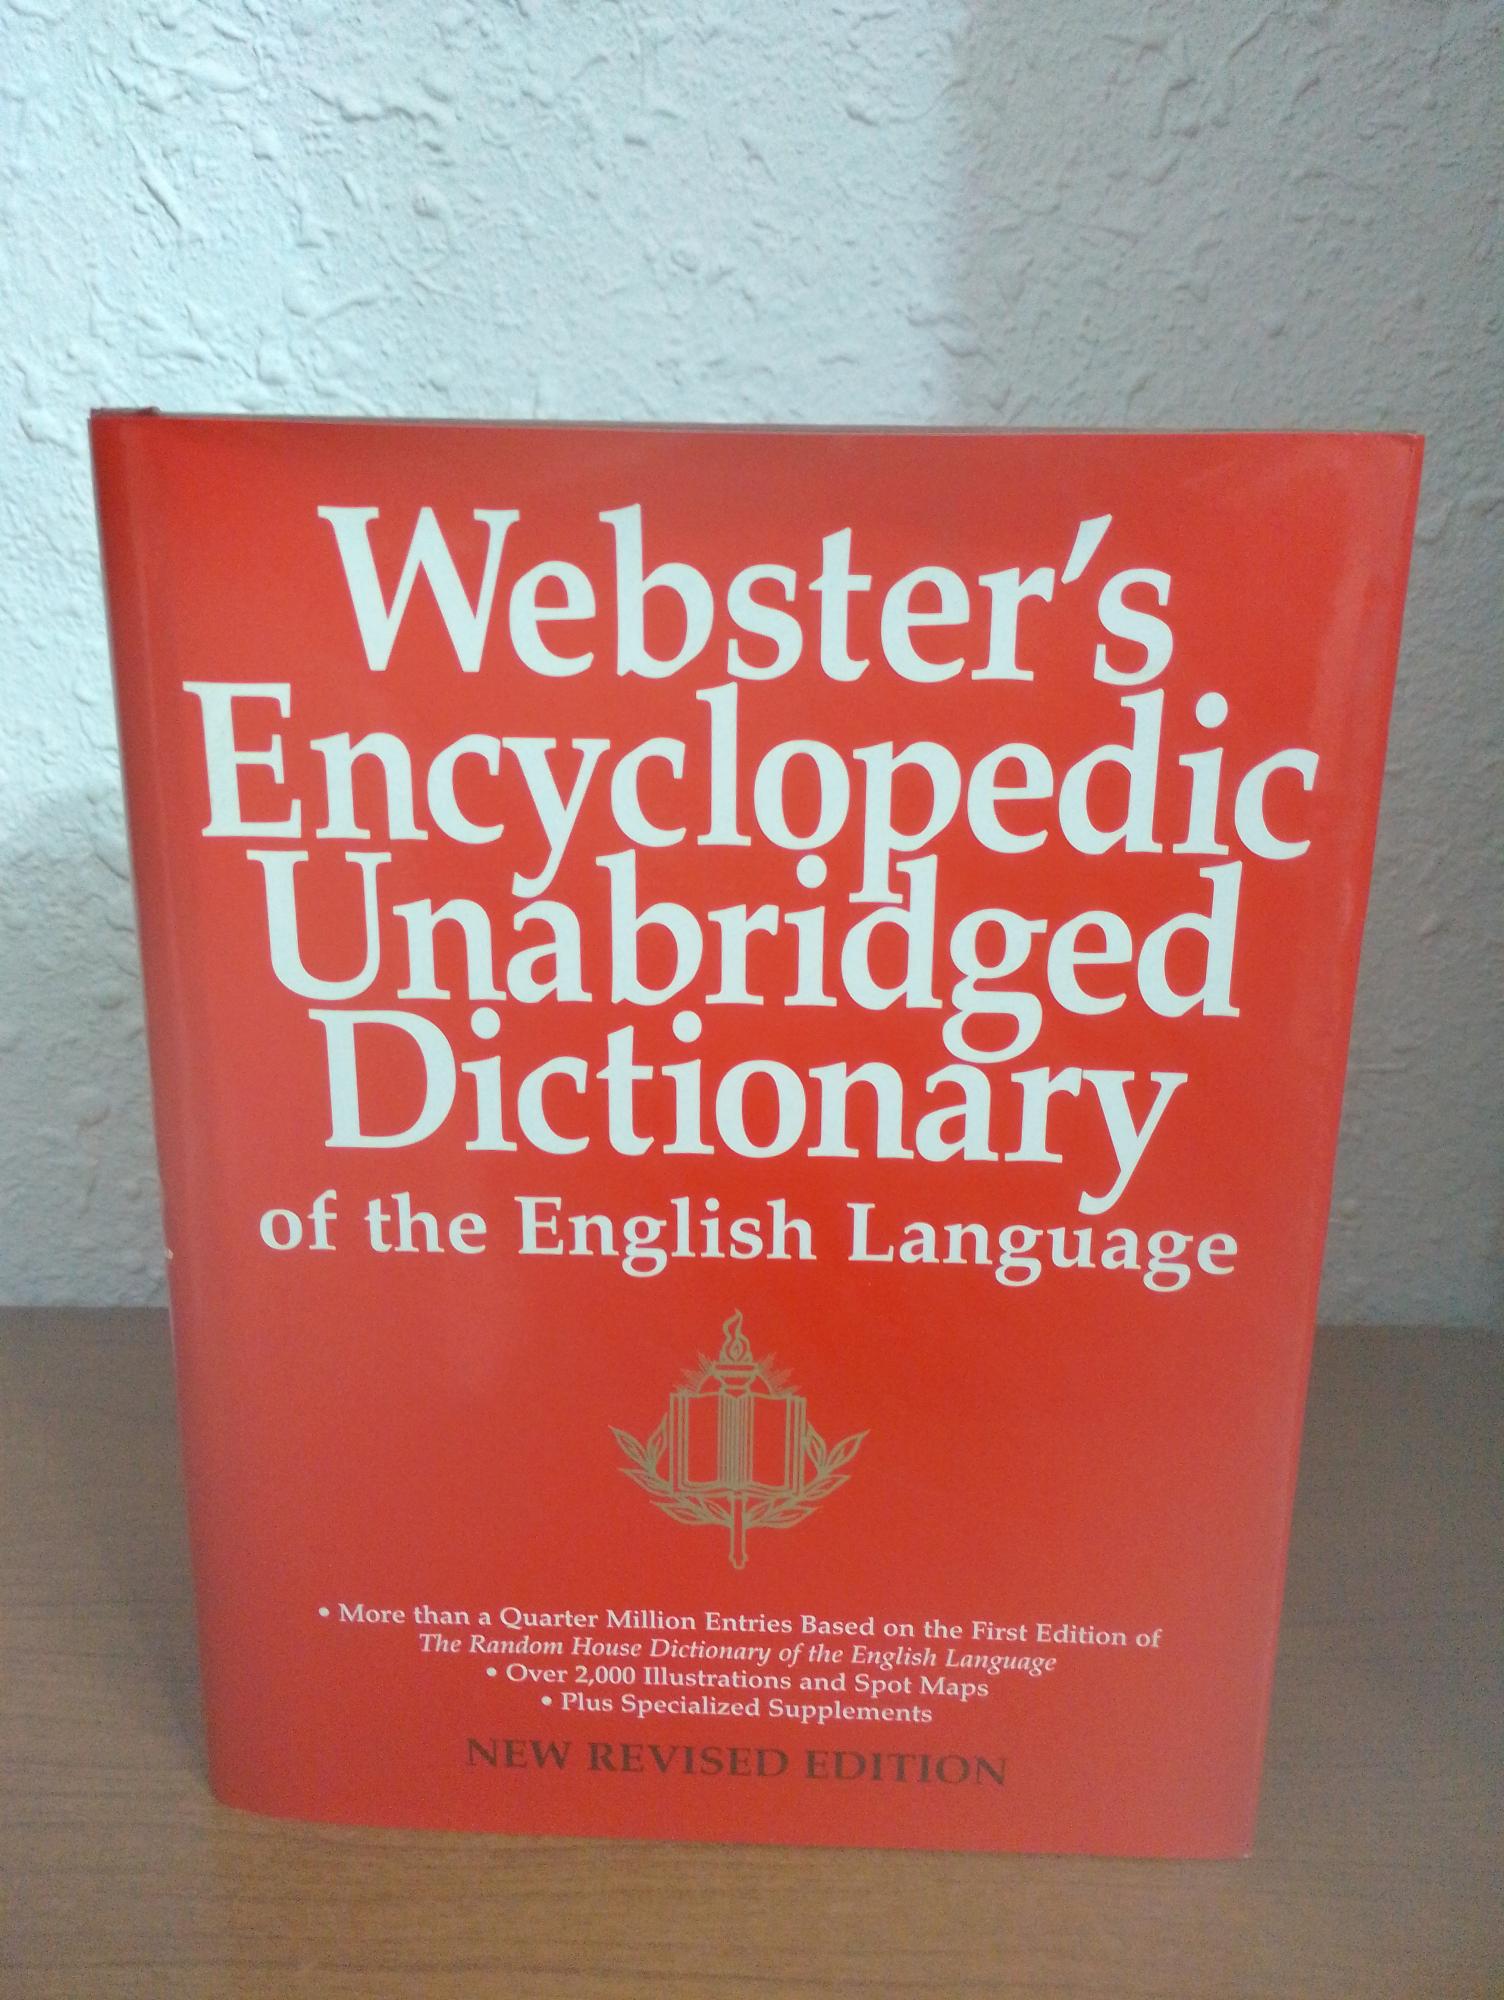 Webster's
Encyclopedic
Unabridged
Dictionary
of the English Language
• More than a Quarter Million Entries Based on the First Edition of
The Random House Dictionary of the English Language
• Over 2,000 Illustrations and Spot Maps
• Plus Specialized Supplements
NEW REVISED EDITION